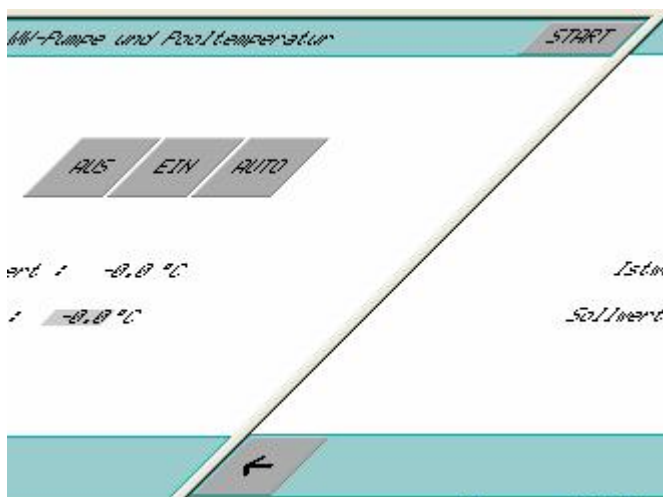 WW-Pumpe und Pooltemperatur START
AUS EIN AUTO
ert : -0.0 °C Istw
: -0.0 °C Sollwert